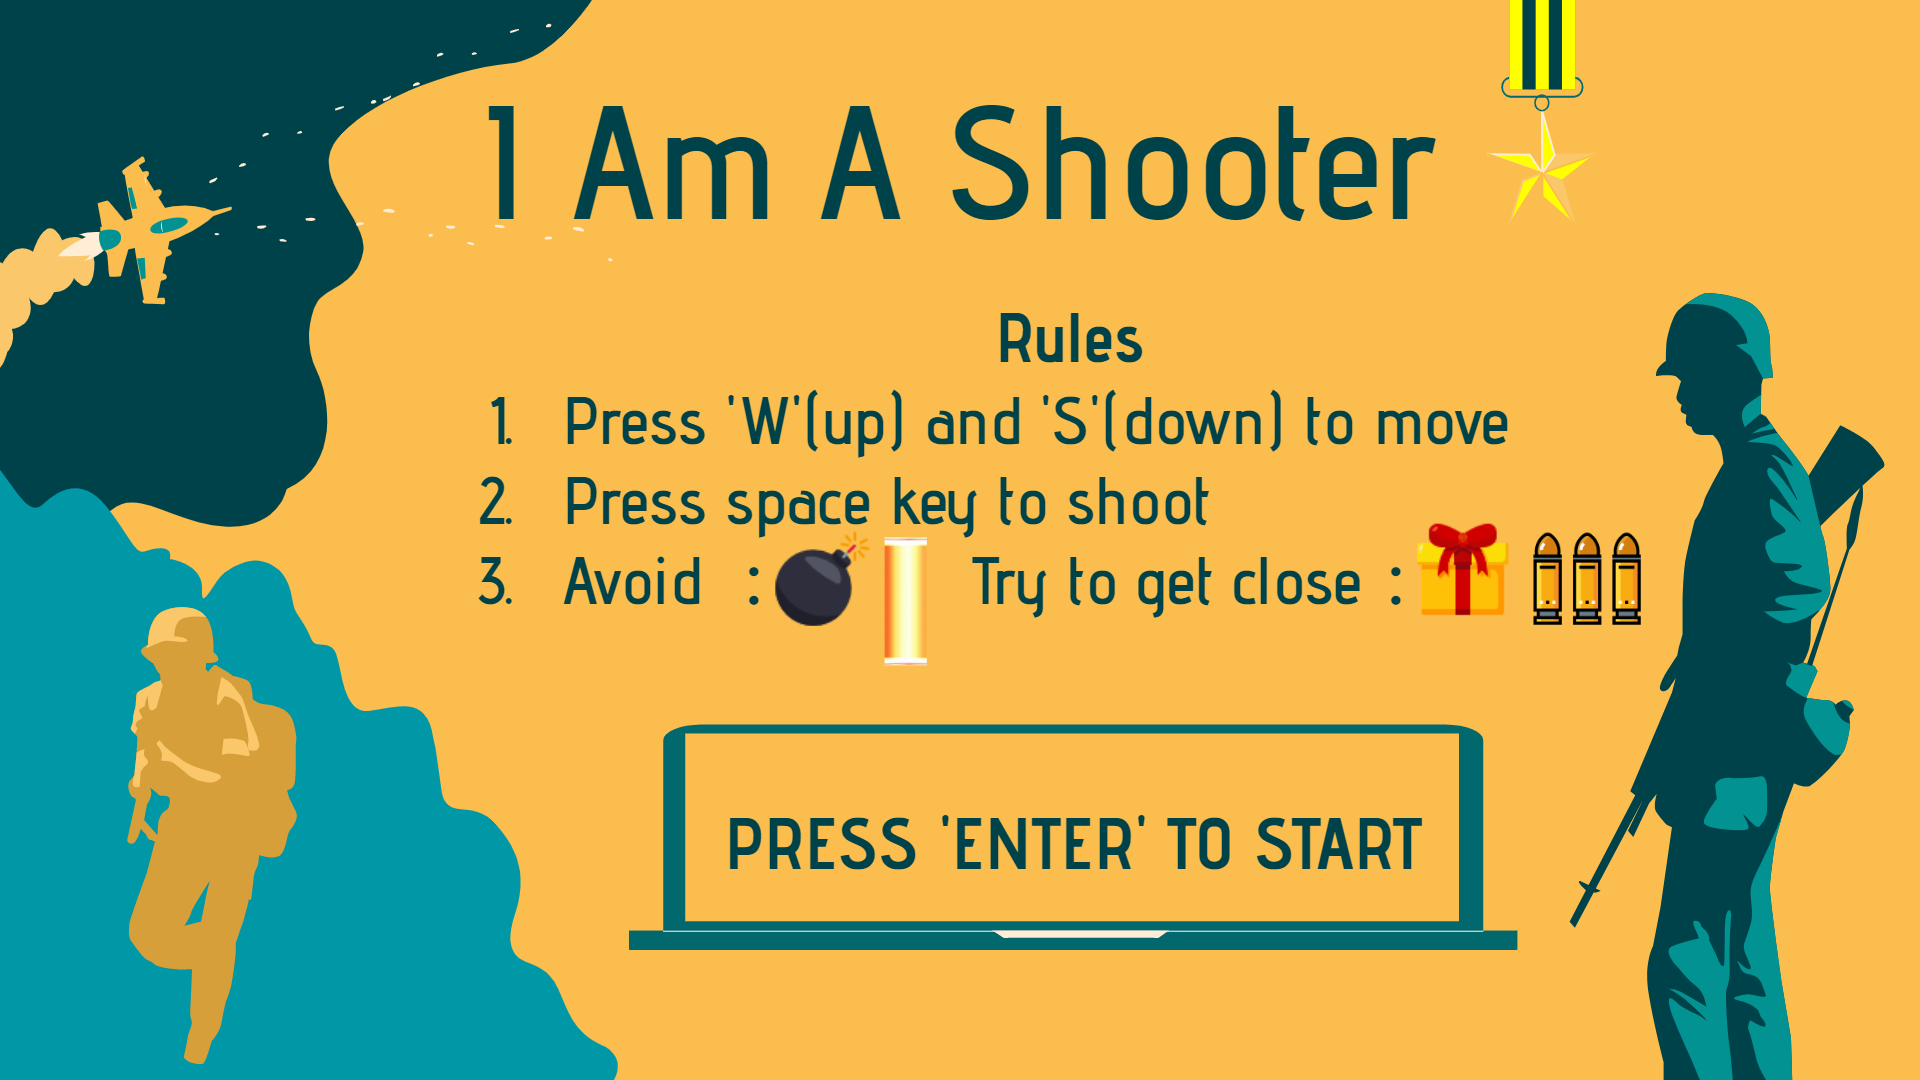 I Am A Shooter
Rules
1. Press 'W'(up) and 'S'(down) to move
2. Press space key to shoot
3. Avoid : Try to get close :
PRESS 'ENTER' TO START